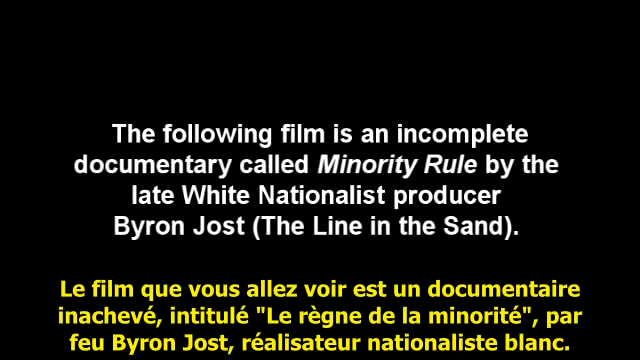 The following film is an incomplete
documentary called Minority Rule by the
late White Nationalist producer
Byron Jost (The Line in the Sand).
Le film que vous allez voir est un documentaire
inachevé, intitulé "Le règne de la minorité", par
feu Byron Jost, réalisateur nationaliste blanc.